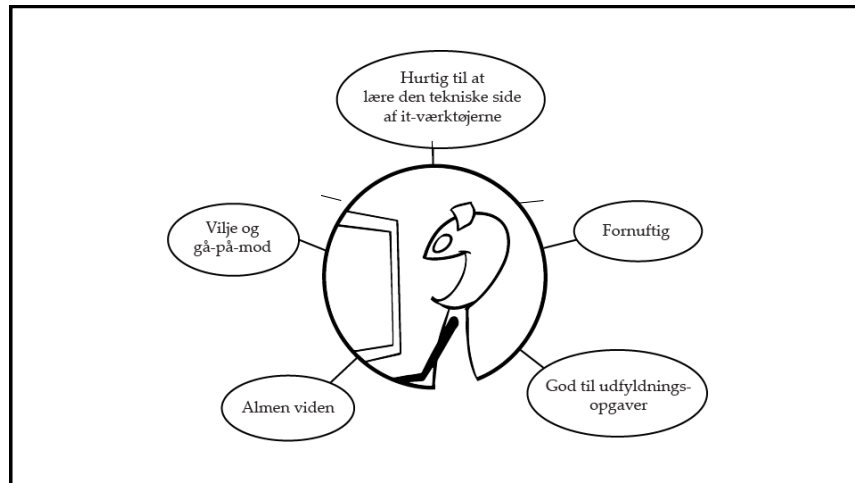 Hurtig til at
lære den tekniske side
af it-værktøjerne
Vilje og
gå-på-mod
Fornuftig
Almen viden
God til udfyldnings-
opgaver